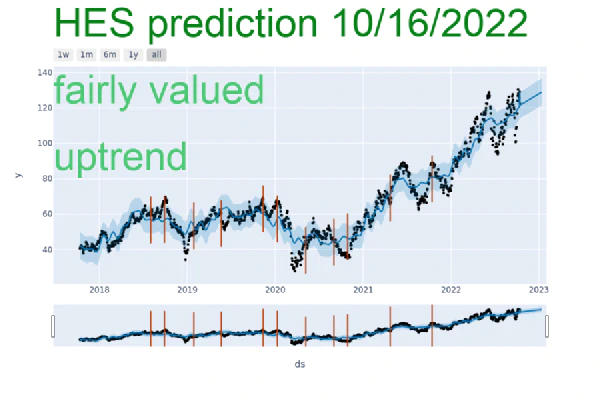 HES prediction 10/16/2022
1w 1m 6m 1y all
fairly valued
uptrend
y
140
120
100
80
60
40
2018 2019 2020 2021 2022 2023
ds